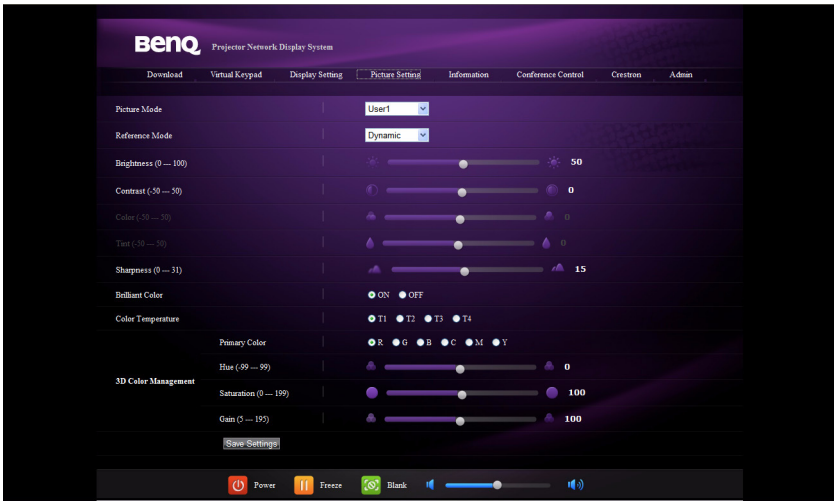 BenQ Projector Network Display System
Download Virtual Keypad Display Setting Picture Setting Information Conference Control Crestron Admin
Picture Mode User1
Reference Mode Dynamic
Brightness (0 --- 100) 50
Contrast (-50 --- 50) 0
Color (-50 --- 50) 0
Tint (-50 --- 50) 0
Sharpness (0 --- 31) 15
Brilliant Color ON OFF
Color Temperature T1 T2 T3 T4
Primary Color R G B C M Y
Hue (-99 --- 99) 0
3D Color Management
Saturation (0 --- 199) 100
Gain (5 --- 195) 100
Save Settings
Power Freeze Blank